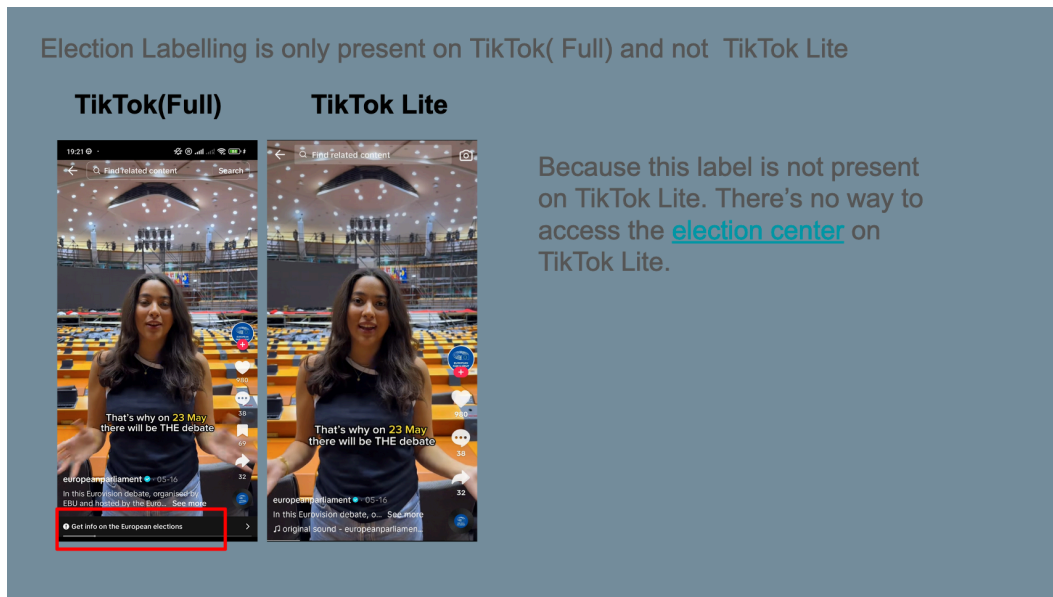 Election Labelling is only present on TikTok( Full) and not  TikTok Lite
TikTok(Full)
TikTok Lite
19:21
Find related content
Search
That's why on 23 May
there will be THE debate
980
38
69
32
europeanparliament · 05-16
In this Eurovision debate, organised by
EBU and hosted by the Euro... See more
Get info on the European elections
Find related content
That's why on 23 May
there will be THE debate
980
38
32
europeanparliament · 05-16
In this Eurovision debate, o... See more
original sound - europeanparliamen...
Because this label is not present
on TikTok Lite. There's no way to
access the election center on
TikTok Lite.